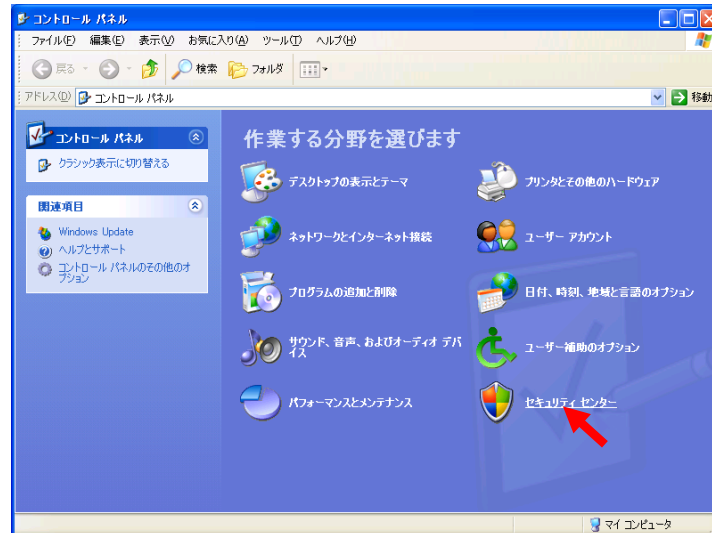 コントロール パネル
ファイル(F) 編集(E) 表示(V) お気に入り(A) ツール(T) ヘルプ(H)
戻る 検索 フォルダ
アドレス(D) コントロール パネル 移動
コントロール パネル
クラシック表示に切り替える
関連項目
Windows Update
ヘルプとサポート
コントロール パネルのその他のオ
プション
作業する分野を選びます
デスクトップの表示とテーマ
プリンタとその他のハードウェア
ネットワークとインターネット接続
ユーザー アカウント
プログラムの追加と削除
日付、時刻、地域と言語のオプション
サウンド、音声、およびオーディオ デバ
イス
ユーザー補助のオプション
パフォーマンスとメンテナンス
セキュリティ センター
マイ コンピュータ